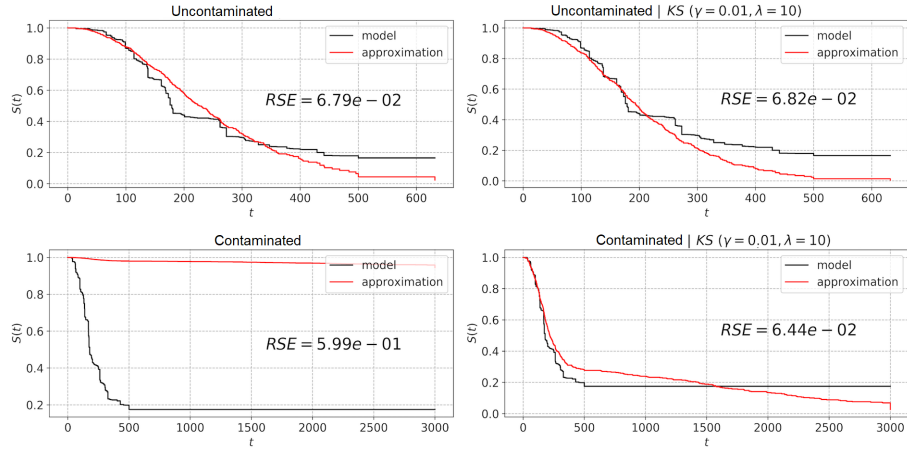 Uncontaminated
1.0
0.8
0.6
0.4
0.2
0.0
S(t)
model
approximation
RSE = 6.79e − 02
0 100 200 300 400 500 600
t
Uncontaminated | KS (γ = 0.01, λ = 10)
1.0
0.8
0.6
0.4
0.2
0.0
S(t)
model
approximation
RSE = 6.82e − 02
0 100 200 300 400 500 600
t
Contaminated
1.0
0.8
0.6
0.4
0.2
S(t)
model
approximation
RSE = 5.99e − 01
0 500 1000 1500 2000 2500 3000
t
Contaminated | KS (γ = 0.01, λ = 10)
1.0
0.8
0.6
0.4
0.2
0.0
S(t)
model
approximation
RSE = 6.44e − 02
0 500 1000 1500 2000 2500 3000
t